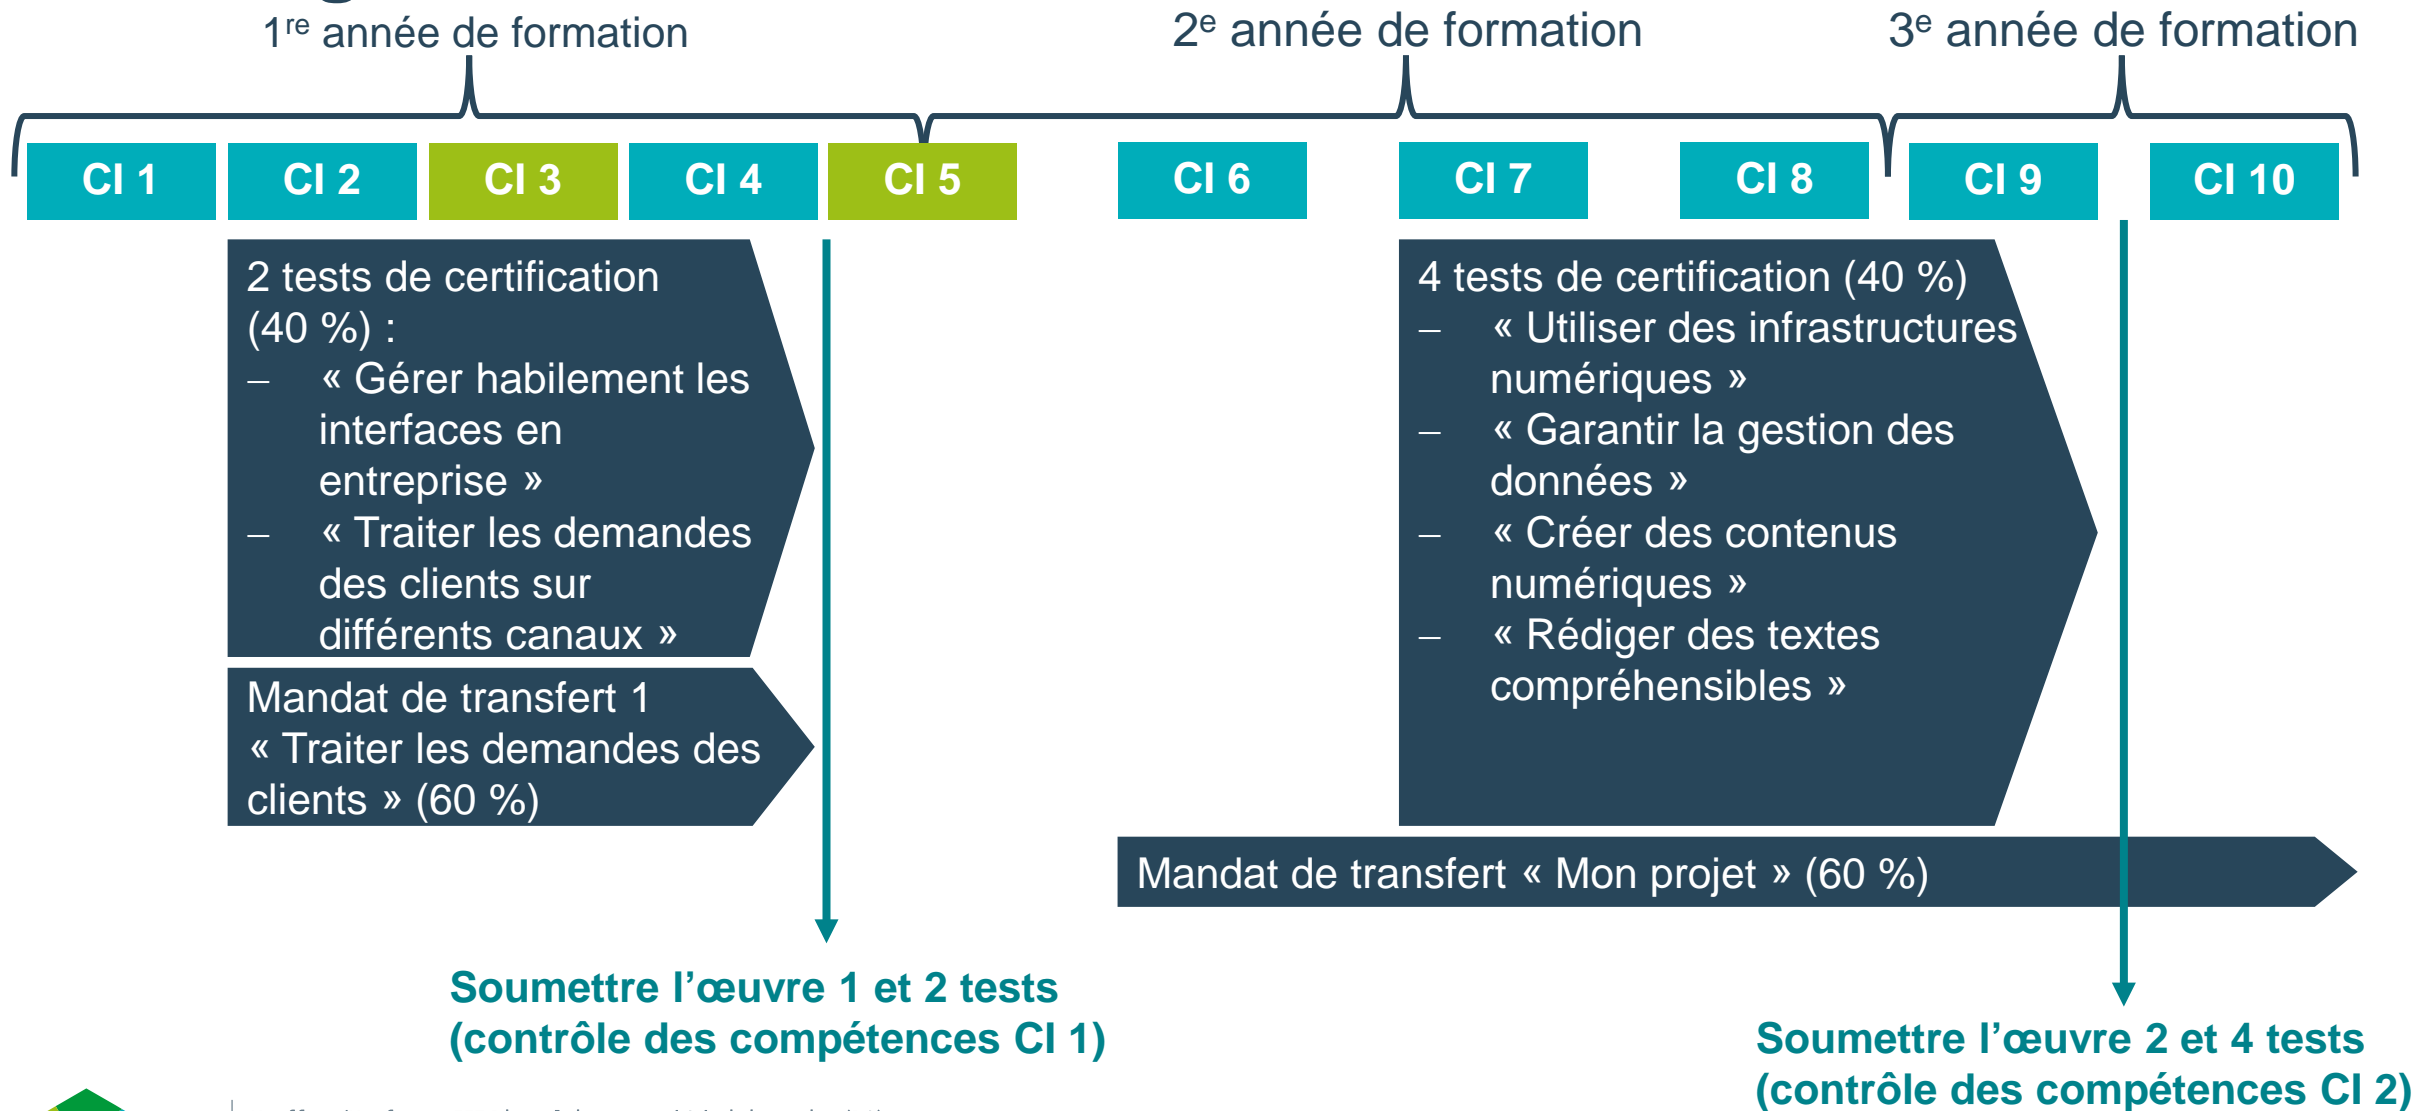 1re année de formation
2e année de formation
3e année de formation
CI 1
CI 2
CI 3
CI 4
CI 5
CI 6
CI 7
CI 8
CI 9
CI 10
2 tests de certification
(40 %) :
– « Gérer habilement les
interfaces en
entreprise »
– « Traiter les demandes
des clients sur
différents canaux »
Mandat de transfert 1
« Traiter les demandes des
clients » (60 %)
4 tests de certification (40 %)
– « Utiliser des infrastructures
numériques »
– « Garantir la gestion des
données »
– « Créer des contenus
numériques »
– « Rédiger des textes
compréhensibles »
Mandat de transfert « Mon projet » (60 %)
Soumettre l’œuvre 1 et 2 tests
(contrôle des compétences CI 1)
Soumettre l’œuvre 2 et 4 tests
(contrôle des compétences CI 2)